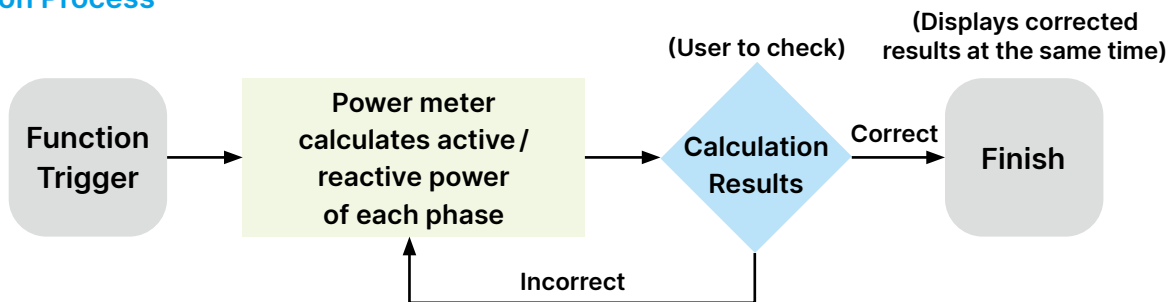 on Process
(User to check)
(Displays corrected
results at the same time)
Function
Trigger
Power meter
calculates active/
reactive power
of each phase
Calculation
Results
Correct
Finish
Incorrect